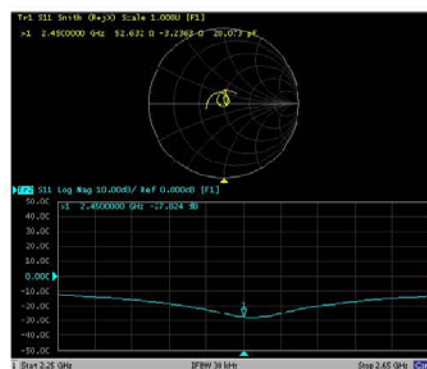 Tr1 S11 Smith (R+jX) Scale 1.000U [F1]
>1 2.4500000 GHz 52.632 Ω -3.2363 Ω 20.073 pF
Tr2 S11 Log Mag 10.00dB/ Ref 0.000dB [F1]
50.00
>1 2.4500000 GHz -27.824 dB
40.00
30.00
20.00
10.00
0.000
-10.00
-20.00
-30.00
-40.00
-50.00
1 Start 2.25 GHz IFBW 30 kHz Stop 2.65 GHz